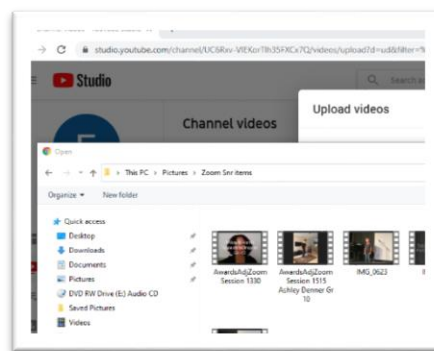 studio.youtube.com/channel/UC6Rxv-VlEKorTlh35FXCx7Q/videos/upload?d=ud&filter=%
Studio
Search
Upload videos
Channel videos
Open
This PC > Pictures > Zoom Snr items
Organize New folder
Quick access
Desktop
Downloads
Documents
Pictures
DVD RW Drive (E:) Audio CD
Saved Pictures
Videos
AwardsAdjZoom Session 1330
AwardsAdjZoom Session 1515 Ashley Denner Gr 10
IMG_0623